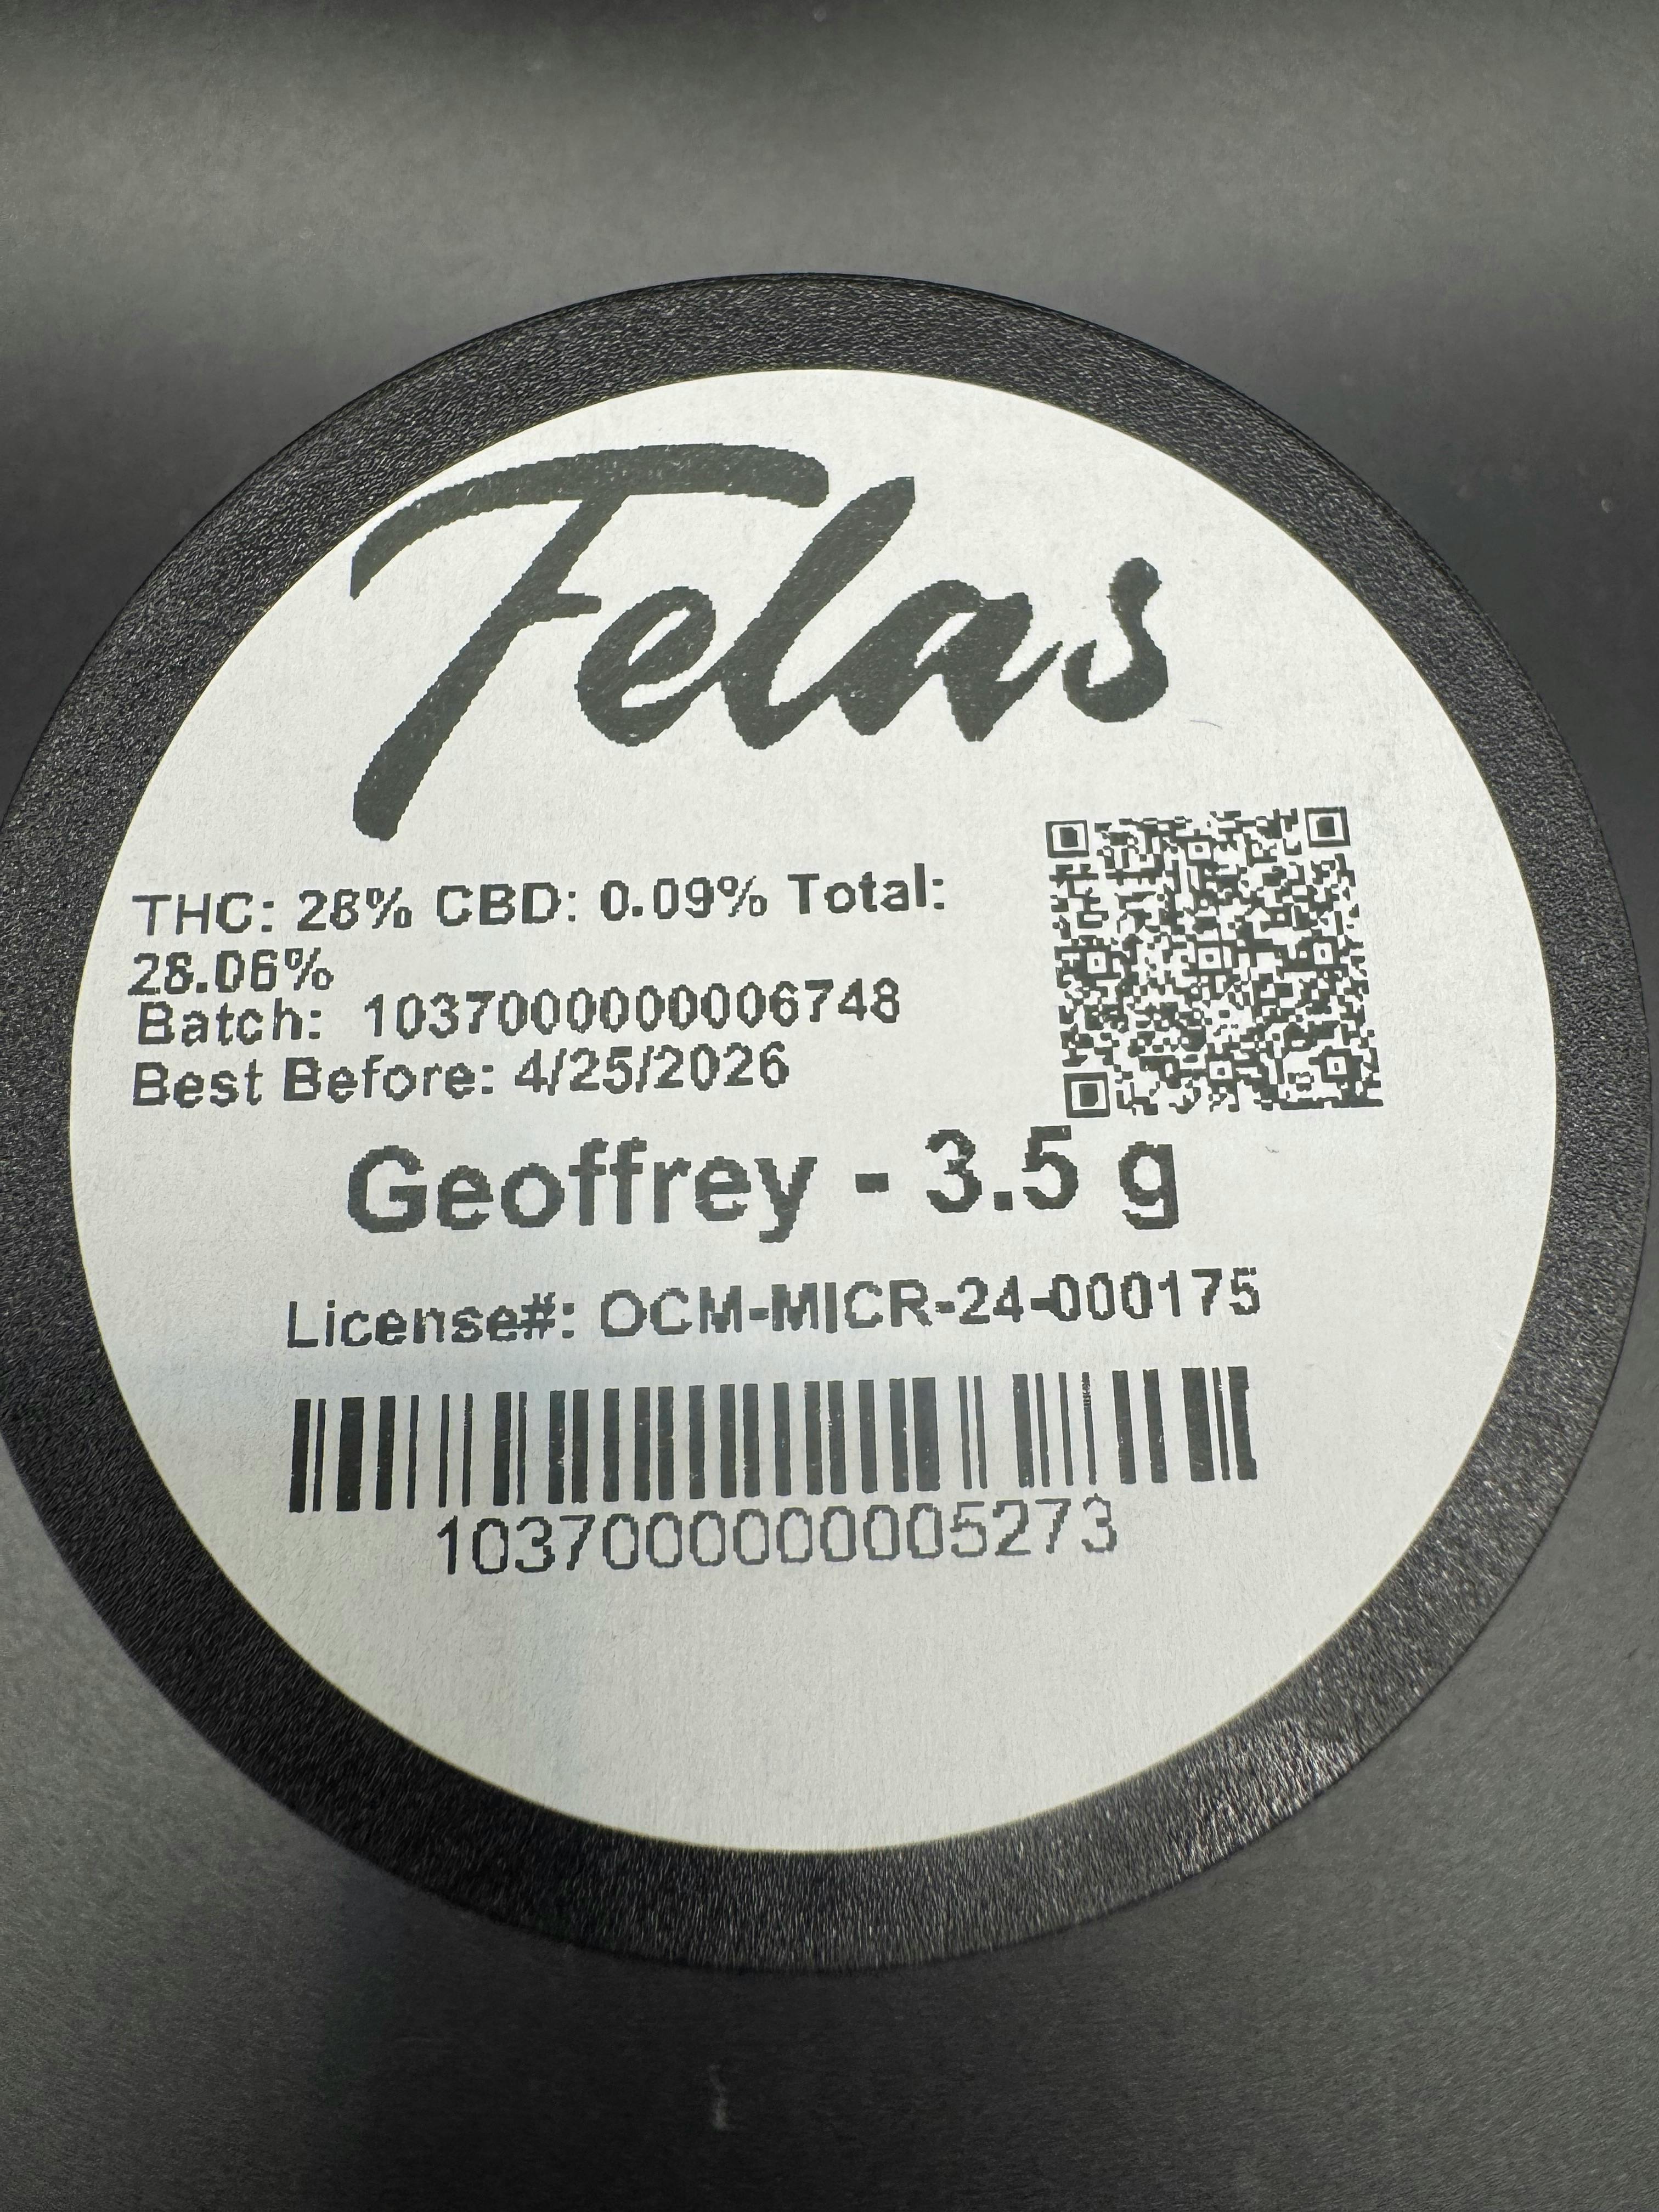 Felas
THC: 28% CBD: 0.09% Total:
28.06%
Batch: 1037000000006748
Best Before: 4/25/2026
Geoffrey - 3.5 g
License#: OCM-MICR-24-000175
1037000000005273